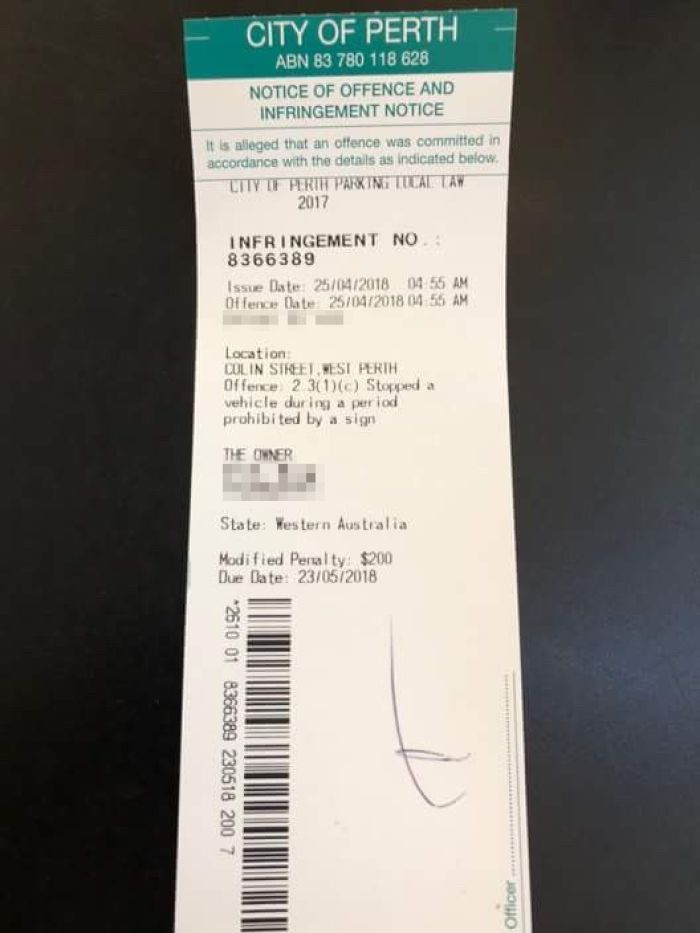 CITY OF PERTH
ABN 83 780 118 628
NOTICE OF OFFENCE AND
INFRINGEMENT NOTICE
It is alleged that an offence was committed in
accordance with the details as indicated below.
CITY OF PERTH PARKING LOCAL LAW
2017
INFRINGEMENT NO.:
8366389
Issue Date: 25/04/2018 04:55 AM
Offence Date: 25/04/2018 04:55 AM
Location:
COLIN STREET,WEST PERTH
Offence: 2.3(1)(c) Stopped a
vehicle during a period
prohibited by a sign
THE OWNER
State: Western Australia
Modified Penalty: $200
Due Date: 23/05/2018
*2610 01 8366389 230518 200 7
Officer